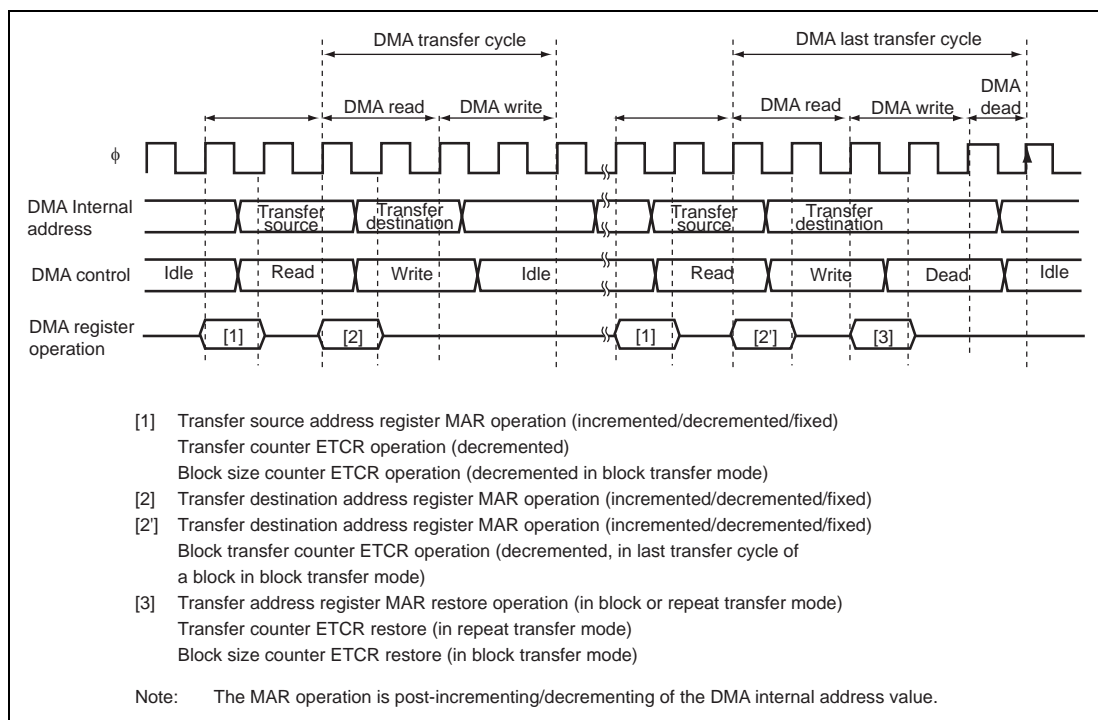 DMA transfer cycle
DMA last transfer cycle
DMA read
DMA write
DMA read
DMA write
DMA
dead
ϕ
DMA Internal
address
Transfer
source
Transfer
destination
Transfer
source
Transfer
destination
DMA control
Idle
Read
Write
Idle
Read
Write
Dead
Idle
DMA register
operation
[1]
[2]
[1]
[2']
[3]
[1] Transfer source address register MAR operation (incremented/decremented/fixed)
Transfer counter ETCR operation (decremented)
Block size counter ETCR operation (decremented in block transfer mode)
[2] Transfer destination address register MAR operation (incremented/decremented/fixed)
[2'] Transfer destination address register MAR operation (incremented/decremented/fixed)
Block transfer counter ETCR operation (decremented, in last transfer cycle of
a block in block transfer mode)
[3] Transfer address register MAR restore operation (in block or repeat transfer mode)
Transfer counter ETCR restore (in repeat transfer mode)
Block size counter ETCR restore (in block transfer mode)
Note: The MAR operation is post-incrementing/decrementing of the DMA internal address value.